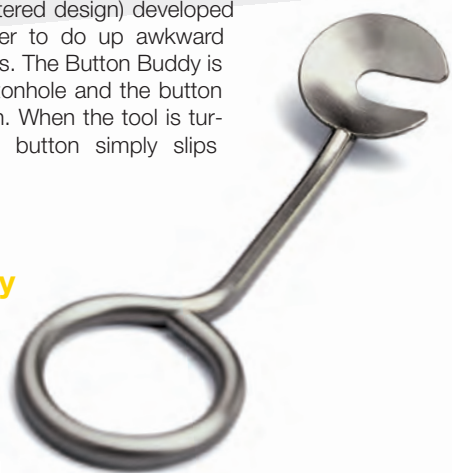 tered design) developed
er to do up awkward
s. The Button Buddy is
tonhole and the button
n. When the tool is tur-
button simply slips
y